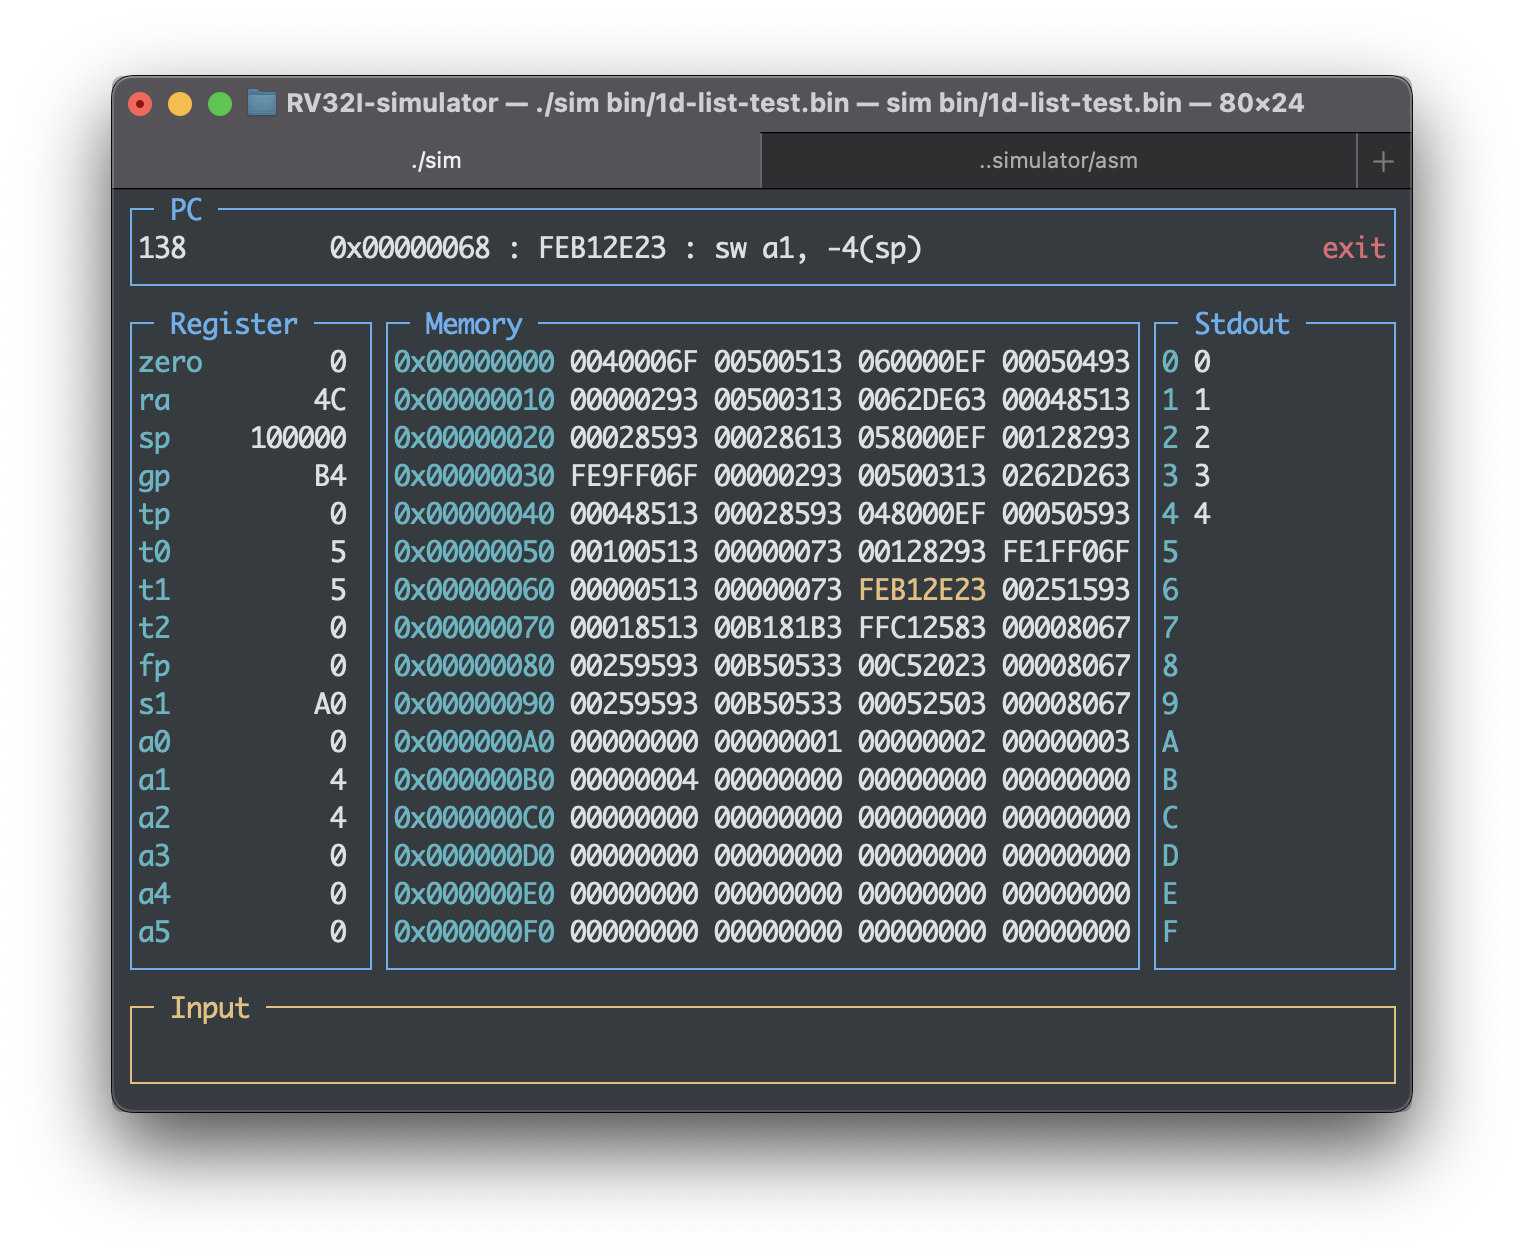 RV32I-simulator — ./sim bin/1d-list-test.bin — sim bin/1d-list-test.bin — 80×24
./sim ..simulator/asm +
PC
138 0x00000068 : FEB12E23 : sw a1, -4(sp) exit
Register Memory Stdout
zero 0 0x00000000 0040006F 00500513 060000EF 00050493 0 0
ra 4C 0x00000010 00000293 00500313 0062DE63 00048513 1 1
sp 100000 0x00000020 00028593 00028613 058000EF 00128293 2 2
gp B4 0x00000030 FE9FF06F 00000293 00500313 0262D263 3 3
tp 0 0x00000040 00048513 00028593 048000EF 00050593 4 4
t0 5 0x00000050 00100513 00000073 00128293 FE1FF06F 5
t1 5 0x00000060 00000513 00000073 FEB12E23 00251593 6
t2 0 0x00000070 00018513 00B181B3 FFC12583 00008067 7
fp 0 0x00000080 00259593 00B50533 00C52023 00008067 8
s1 A0 0x00000090 00259593 00B50533 00052503 00008067 9
a0 0 0x000000A0 00000000 00000001 00000002 00000003 A
a1 4 0x000000B0 00000004 00000000 00000000 00000000 B
a2 4 0x000000C0 00000000 00000000 00000000 00000000 C
a3 0 0x000000D0 00000000 00000000 00000000 00000000 D
a4 0 0x000000E0 00000000 00000000 00000000 00000000 E
a5 0 0x000000F0 00000000 00000000 00000000 00000000 F
Input